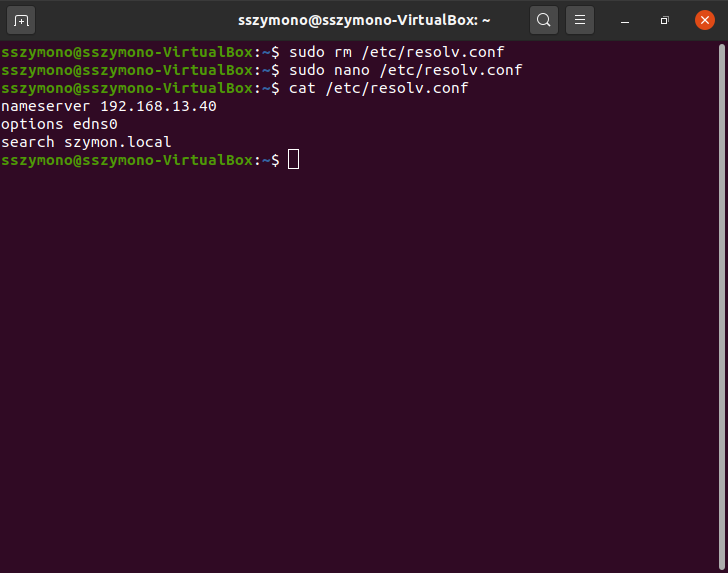 sszymono@sszymono-VirtualBox: ~
sszymono@sszymono-VirtualBox:~$ sudo rm /etc/resolv.conf
sszymono@sszymono-VirtualBox:~$ sudo nano /etc/resolv.conf
sszymono@sszymono-VirtualBox:~$ cat /etc/resolv.conf
nameserver 192.168.13.40
options edns0
search szymon.local
sszymono@sszymono-VirtualBox:~$